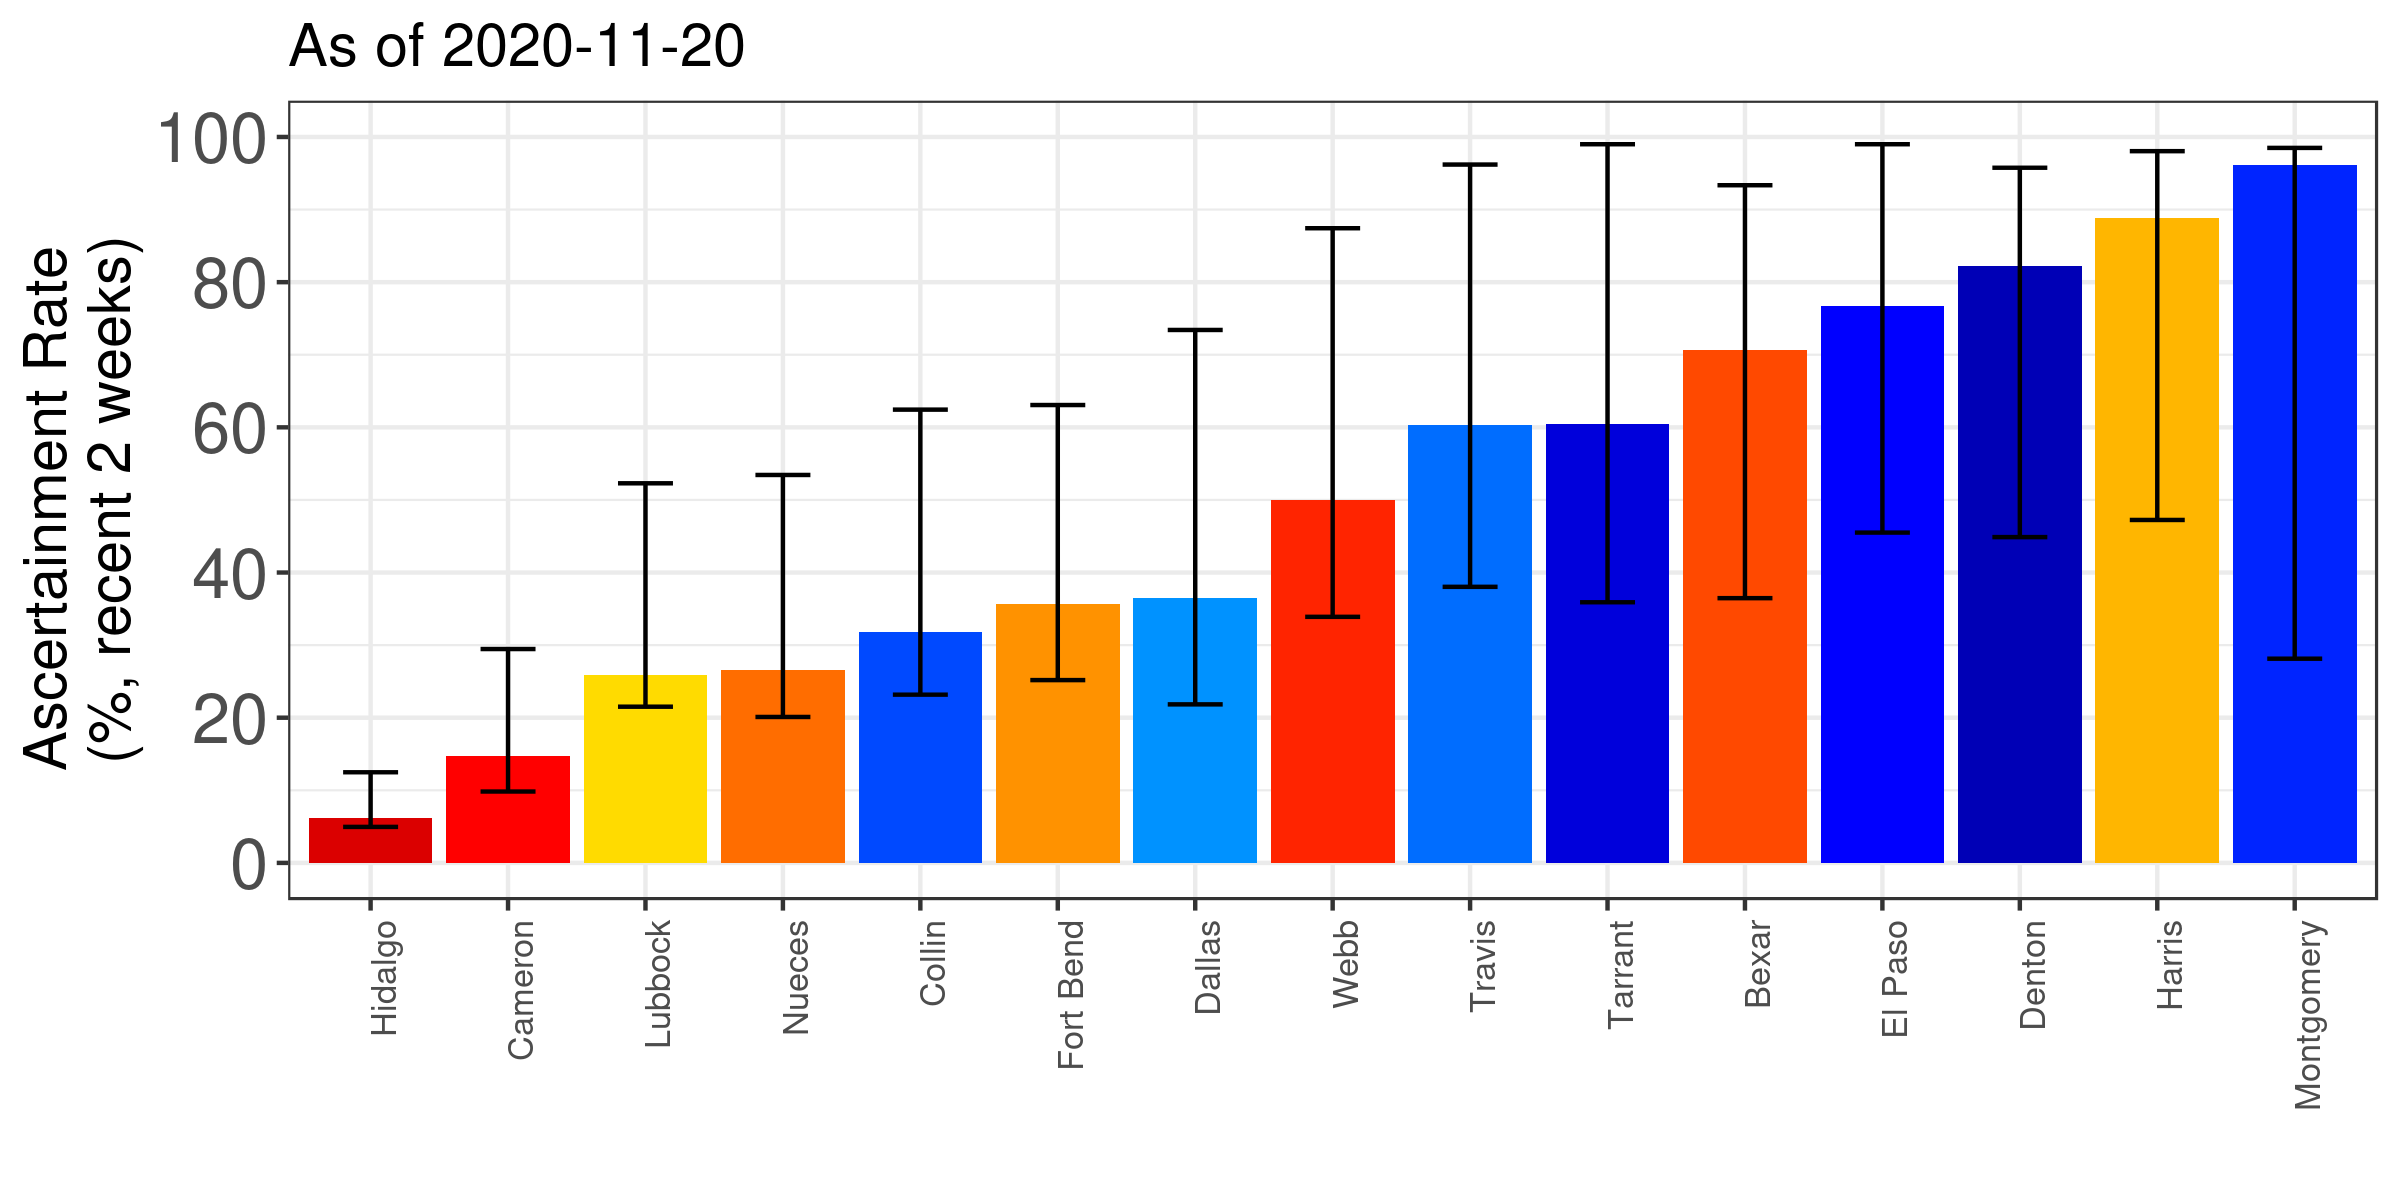 As of 2020-11-20
Ascertainment Rate
(%, recent 2 weeks)
100
80
60
40
20
0
Hidalgo
Cameron
Lubbock
Nueces
Collin
Fort Bend
Dallas
Webb
Travis
Tarrant
Bexar
El Paso
Denton
Harris
Montgomery